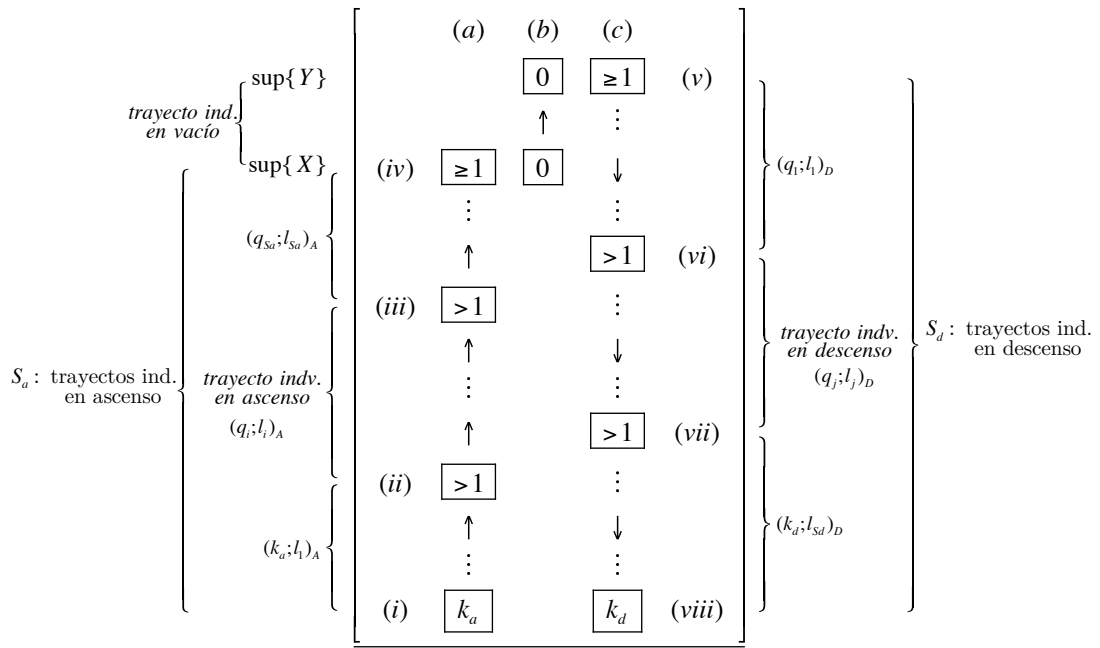 (a) (b) (c)
sup{Y} 0 ≥1 (v)
trayecto ind.
en vacío
↑ ⋮
sup{X} (iv) ≥1 0 ↓ (q₁;l₁)_D
⋮ ⋮
(q_{Sa};l_{Sa})_A ↑ >1 (vi)
(iii) >1 ⋮
trayecto indv.
en descenso
(q_j;l_j)_D
S_d: trayectos ind.
en descenso
↑ ↓
S_a: trayectos ind.
en ascenso
trayecto indv.
en ascenso
(q_i;l_i)_A
⋮ ⋮
↑ >1 (vii)
(ii) >1 ⋮
(k_a;l₁)_A ↑ ↓ (k_d;l_{Sd})_D
⋮ ⋮
(i) k_a k_d (viii)